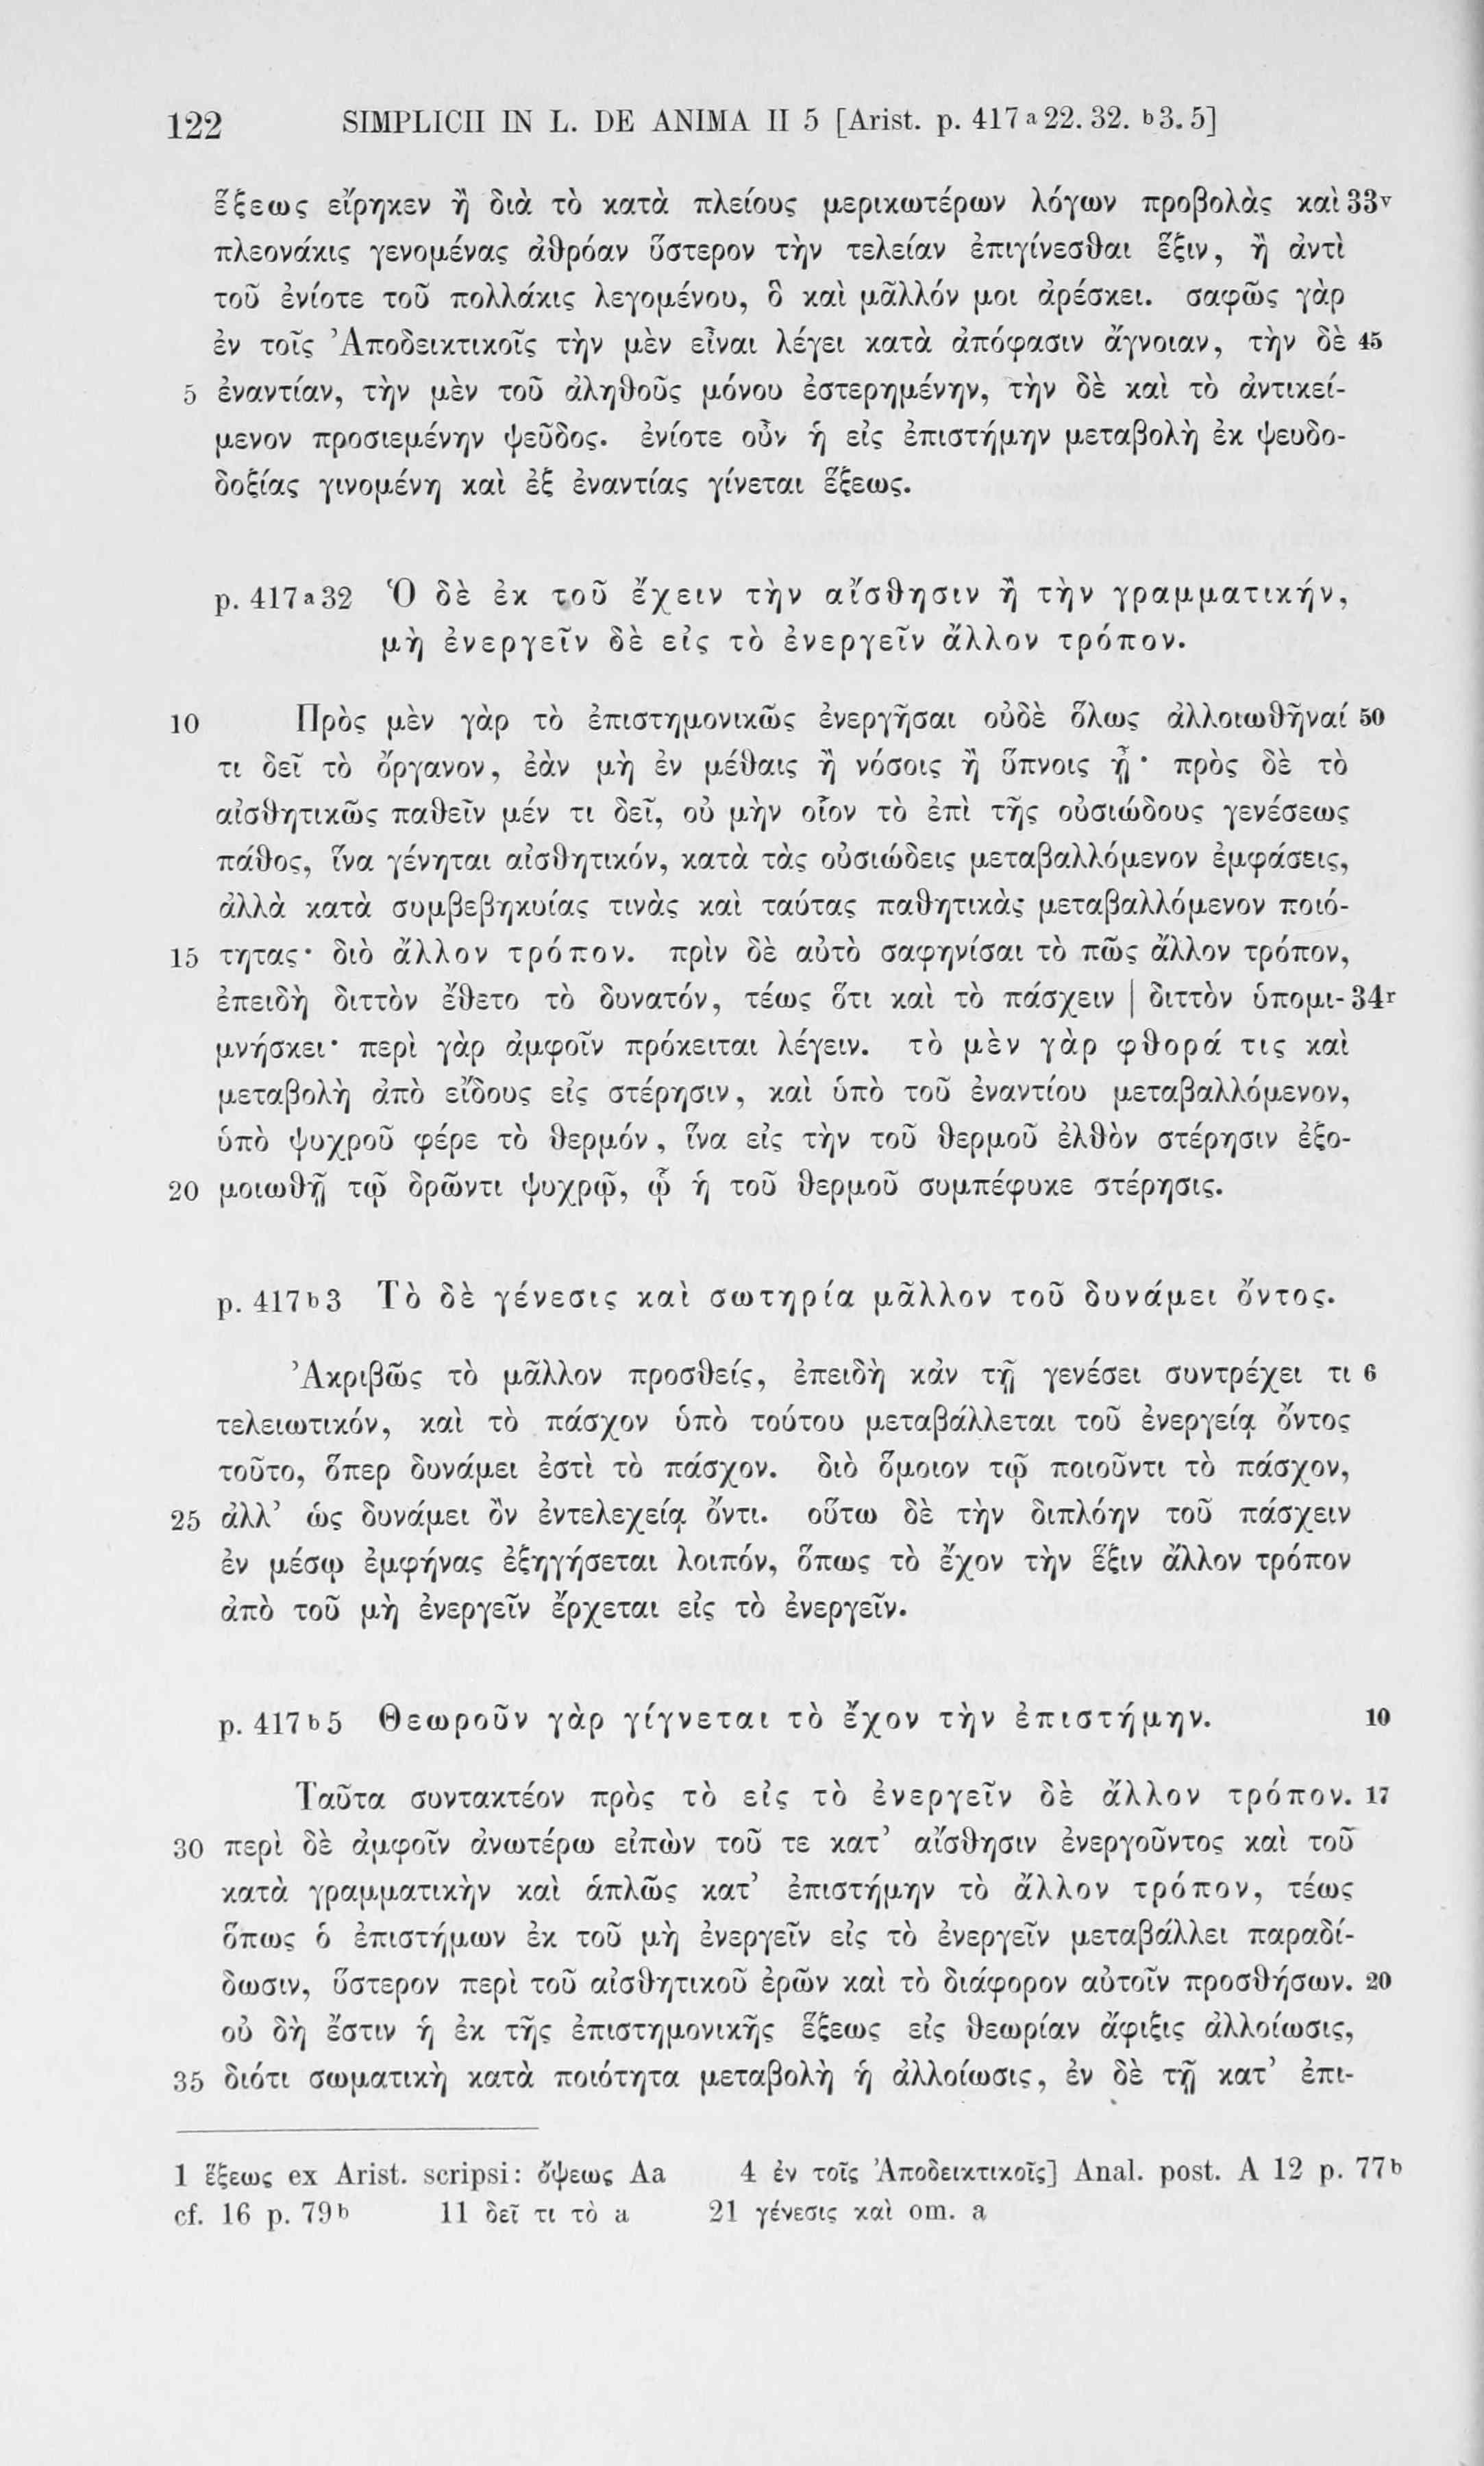 122 SIMPLICII IN L. DE ANIMA II 5 [Arist. p. 417 a 22. 32. b 3. 5]
ἕξεως εἴρηκεν ἢ διὰ τὸ κατὰ πλείους μερικωτέρων λόγων προβολὰς καὶ 33v
πλεονάκις γενομένας ἀθρόαν ὕστερον τὴν τελείαν ἐπιγίνεσθαι ἕξιν, ἢ ἀντὶ
τοῦ ἐνίοτε τοῦ πολλάκις λεγομένου, ὃ καὶ μᾶλλόν μοι ἀρέσκει. σαφῶς γὰρ
ἐν τοῖς Ἀποδεικτικοῖς τὴν μὲν εἶναι λέγει κατὰ ἀπόφασιν ἄγνοιαν, τὴν δὲ 45
5 ἐναντίαν, τὴν μὲν τοῦ ἀληθοῦς μόνου ἐστερημένην, τὴν δὲ καὶ τὸ ἀντικεί-
μενον προσιεμένην ψεῦδος. ἐνίοτε οὖν ἡ εἰς ἐπιστήμην μεταβολὴ ἐκ ψευδο-
δοξίας γινομένη καὶ ἐξ ἐναντίας γίνεται ἕξεως.
p. 417 a 32 Ὁ δὲ ἐκ τοῦ ἔχειν τὴν αἴσθησιν ἢ τὴν γραμματικήν,
μὴ ἐνεργεῖν δὲ εἰς τὸ ἐνεργεῖν ἄλλον τρόπον.
10 Πρὸς μὲν γὰρ τὸ ἐπιστημονικῶς ἐνεργῆσαι οὐδὲ ὅλως ἀλλοιωθῆναί 50
τι δεῖ τὸ ὄργανον, ἐὰν μὴ ἐν μέθαις ἢ νόσοις ἢ ὕπνοις ᾖ· πρὸς δὲ τὸ
αἰσθητικῶς παθεῖν μέν τι δεῖ, οὐ μὴν οἷον τὸ ἐπὶ τῆς οὐσιώδους γενέσεως
πάθος, ἵνα γένηται αἰσθητικόν, κατὰ τὰς οὐσιώδεις μεταβαλλόμενον ἐμφάσεις,
ἀλλὰ κατὰ συμβεβηκυίας τινὰς καὶ ταύτας παθητικὰς μεταβαλλόμενον ποιό-
15 τητας· διὸ ἄλλον τρόπον. πρὶν δὲ αὐτὸ σαφηνίσαι τὸ πῶς ἄλλον τρόπον,
ἐπειδὴ διττὸν ἔθετο τὸ δυνατόν, τέως ὅτι καὶ τὸ πάσχειν | διττὸν ὑπομι- 34r
μνήσκει· περὶ γὰρ ἀμφοῖν πρόκειται λέγειν. τὸ μὲν γὰρ φθορά τις καὶ
μεταβολὴ ἀπὸ εἴδους εἰς στέρησιν, καὶ ὑπὸ τοῦ ἐναντίου μεταβαλλόμενον,
ὑπὸ ψυχροῦ φέρε τὸ θερμόν, ἵνα εἰς τὴν τοῦ θερμοῦ ἐλθὸν στέρησιν ἐξο-
20 μοιωθῇ τῷ δρῶντι ψυχρῷ, ᾧ ἡ τοῦ θερμοῦ συμπέφυκε στέρησις.
p. 417 b 3 Τὸ δὲ γένεσις καὶ σωτηρία μᾶλλον τοῦ δυνάμει ὄντος.
Ἀκριβῶς τὸ μᾶλλον προσθείς, ἐπειδὴ κἀν τῇ γενέσει συντρέχει τι 6
τελειωτικόν, καὶ τὸ πάσχον ὑπὸ τούτου μεταβάλλεται τοῦ ἐνεργείᾳ ὄντος
τοῦτο, ὅπερ δυνάμει ἐστὶ τὸ πάσχον. διὸ ὅμοιον τῷ ποιοῦντι τὸ πάσχον,
25 ἀλλ’ ὡς δυνάμει ὂν ἐντελεχείᾳ ὄντι. οὕτω δὲ τὴν διπλόην τοῦ πάσχειν
ἐν μέσῳ ἐμφήνας ἐξηγήσεται λοιπόν, ὅπως τὸ ἔχον τὴν ἕξιν ἄλλον τρόπον
ἀπὸ τοῦ μὴ ἐνεργεῖν ἔρχεται εἰς τὸ ἐνεργεῖν.
p. 417 b 5 Θεωροῦν γὰρ γίγνεται τὸ ἔχον τὴν ἐπιστήμην. 10
Ταῦτα συντακτέον πρὸς τὸ εἰς τὸ ἐνεργεῖν δὲ ἄλλον τρόπον. 17
30 περὶ δὲ ἀμφοῖν ἀνωτέρω εἰπὼν τοῦ τε κατ’ αἴσθησιν ἐνεργοῦντος καὶ τοῦ
κατὰ γραμματικὴν καὶ ἁπλῶς κατ’ ἐπιστήμην τὸ ἄλλον τρόπον, τέως
ὅπως ὁ ἐπιστήμων ἐκ τοῦ μὴ ἐνεργεῖν εἰς τὸ ἐνεργεῖν μεταβάλλει παραδί-
δωσιν, ὕστερον περὶ τοῦ αἰσθητικοῦ ἐρῶν καὶ τὸ διάφορον αὐτοῖν προσθήσων. 20
οὐ δή ἔστιν ἡ ἐκ τῆς ἐπιστημονικῆς ἕξεως εἰς θεωρίαν ἄφιξις ἀλλοίωσις,
35 διότι σωματικὴ κατὰ ποιότητα μεταβολὴ ἡ ἀλλοίωσις, ἐν δὲ τῇ κατ’ ἐπι-
1 ἕξεως ex Arist. scripsi: ὄψεως Aa 4 ἐν τοῖς Ἀποδεικτικοῖς] Anal. post. A 12 p. 77b
cf. 16 p. 79b 11 δεῖ τι τὸ a 21 γένεσις καὶ om. a